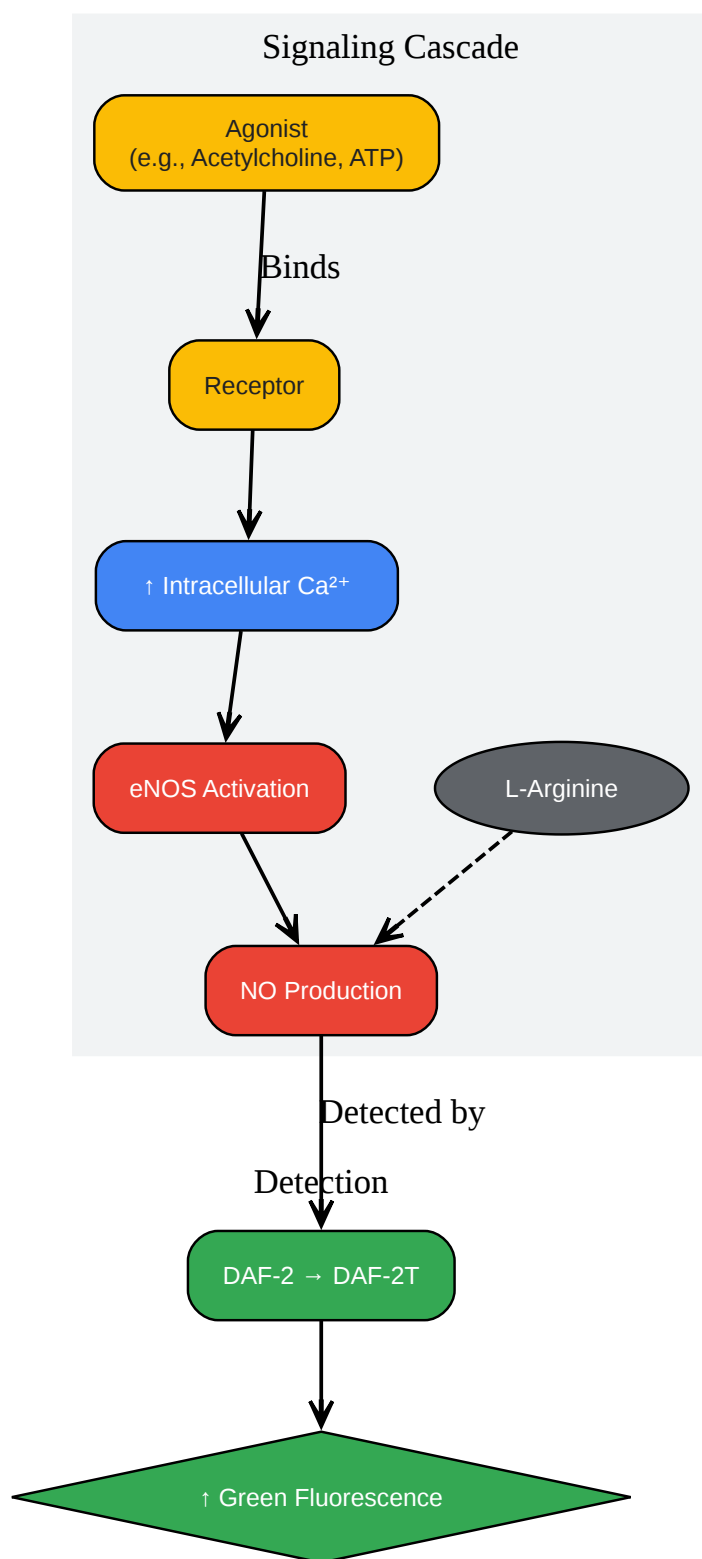 Signaling Cascade
Agonist
(e.g., Acetylcholine, ATP)
Binds
Receptor
↑ Intracellular Ca²⁺
eNOS Activation
L-Arginine
NO Production
Detected by
Detection
DAF-2 → DAF-2T
↑ Green Fluorescence